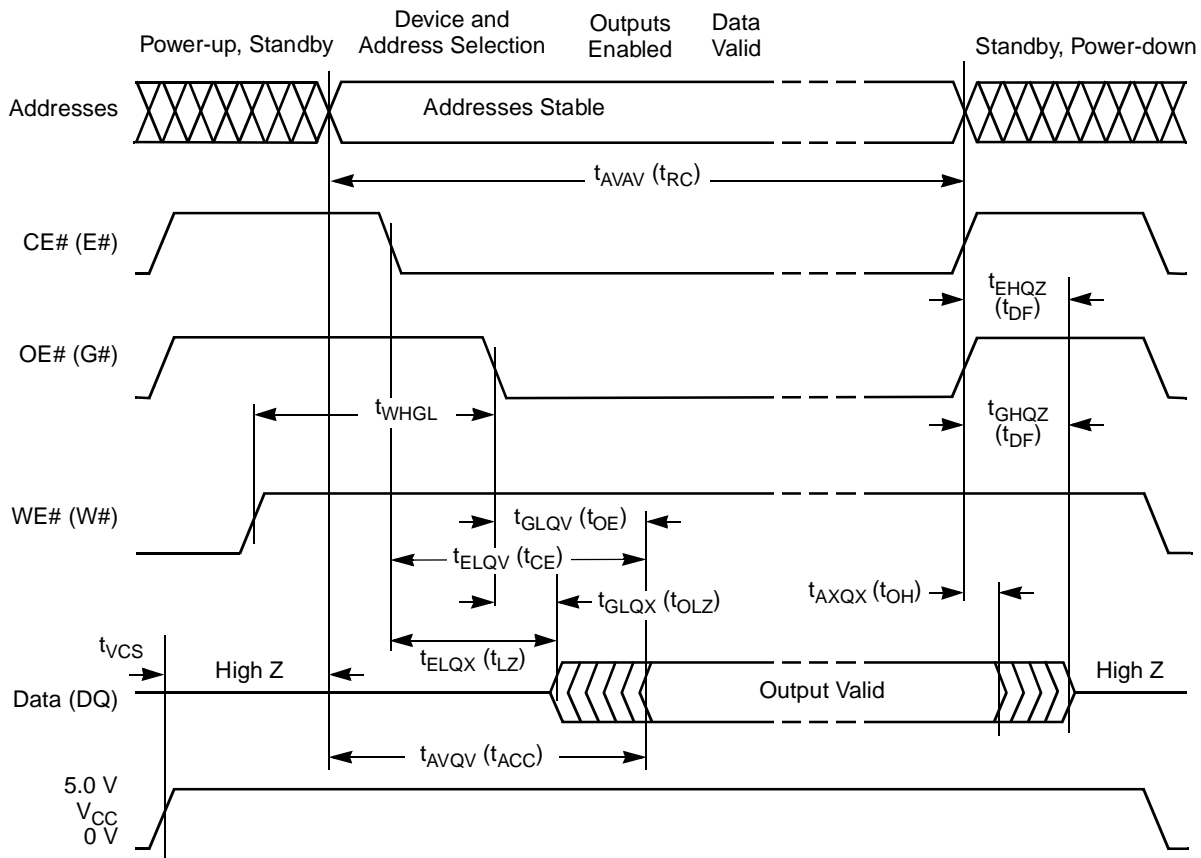 Power-up, Standby
Device and
Address Selection
Outputs
Enabled
Data
Valid
Standby, Power-down
Addresses
Addresses Stable
tAVAV (tRC)
CE# (E#)
tEHQZ
(tDF)
OE# (G#)
tWHGL
tGHQZ
(tDF)
WE# (W#)
tGLQV (tOE)
tELQV (tCE)
tGLQX (tOLZ)
tAXQX (tOH)
tVCS
High Z
tELQX (tLZ)
Output Valid
High Z
Data (DQ)
tAVQV (tACC)
5.0 V
VCC
0 V